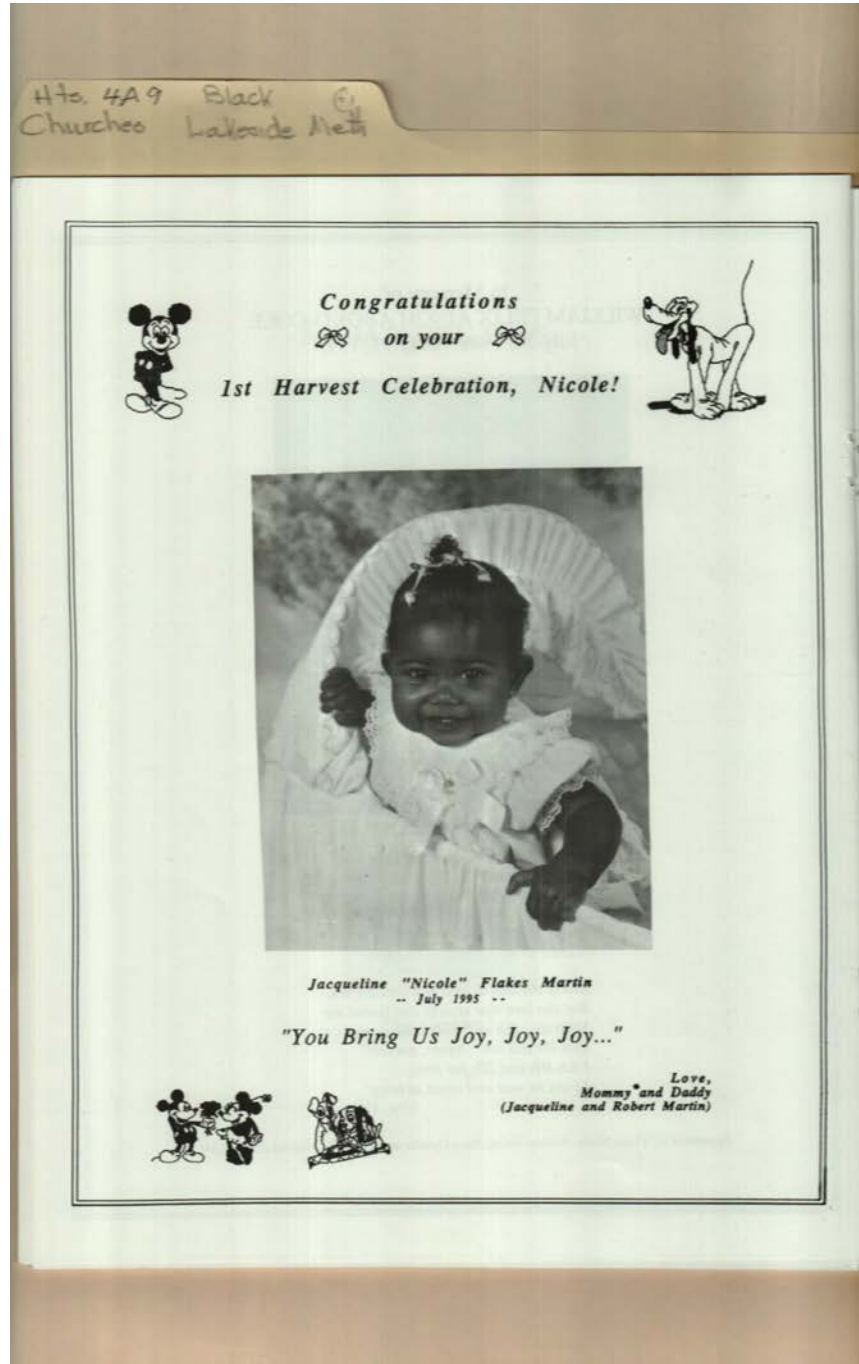 Hts. 4A9 Black
Churches Lakeside Meth
Congratulations
on your
1st Harvest Celebration, Nicole!
Jacqueline "Nicole" Flakes Martin
-- July 1995 --
"You Bring Us Joy, Joy, Joy..."
Love,
Mommy and Daddy
(Jacqueline and Robert Martin)